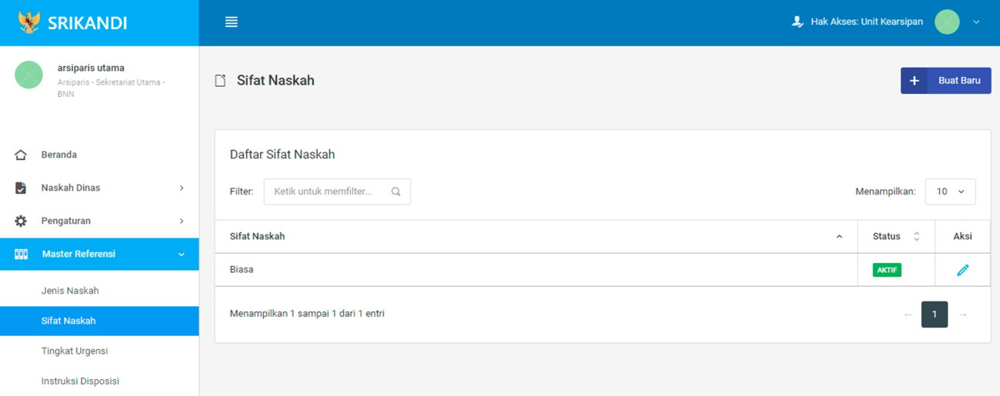 SRIKANDI
Hak Akses: Unit Kearsipan
arsiparis utama
Arsiparis - Sekretariat Utama -
BNN
Beranda
Naskah Dinas
Pengaturan
Master Referensi
Jenis Naskah
Sifat Naskah
Tingkat Urgensi
Instruksi Disposisi
Sifat Naskah
Buat Baru
Daftar Sifat Naskah
Filter: Ketik untuk memfilter...
Menampilkan: 10
Sifat Naskah Status Aksi
Biasa AKTIF
Menampilkan 1 sampai 1 dari 1 entri
← 1 →